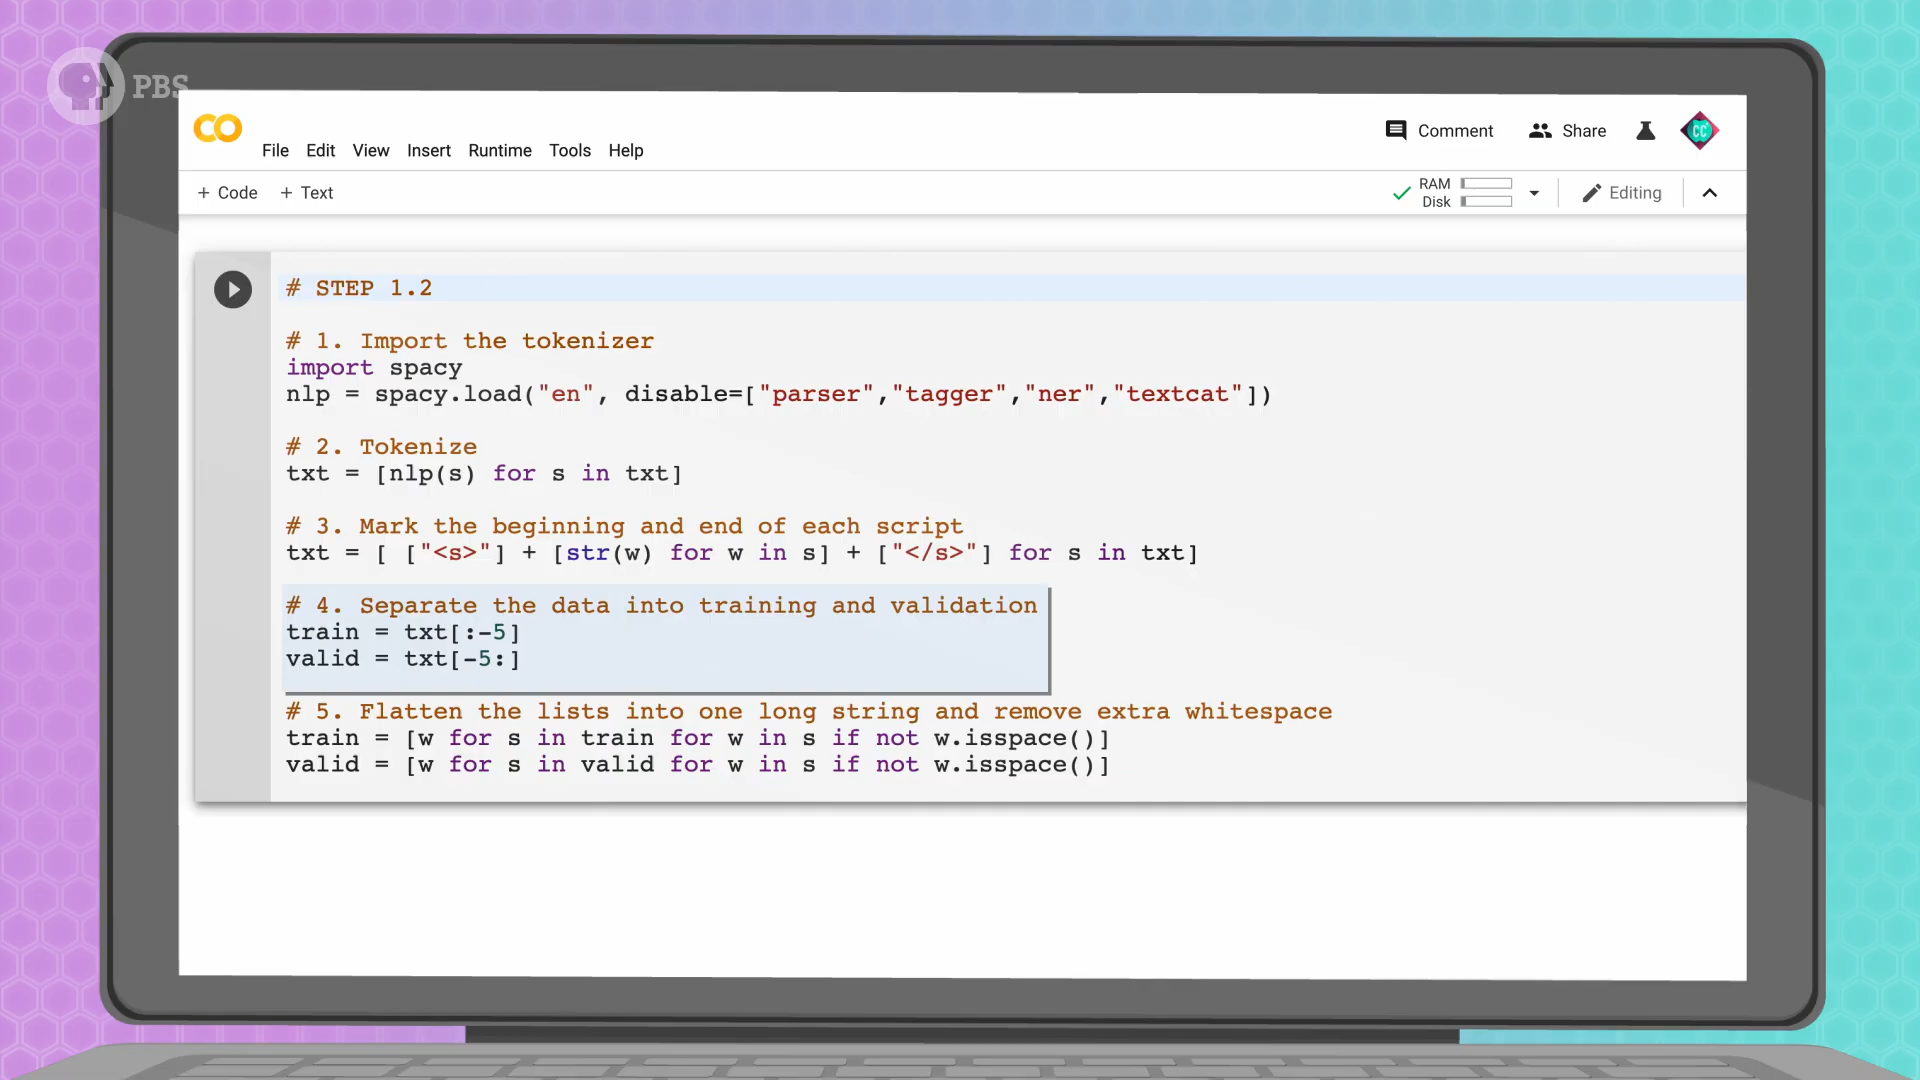 PBS
CO
File Edit View Insert Runtime Tools Help
Comment Share
CC
+ Code + Text
RAM
Disk
Editing
# STEP 1.2
# 1. Import the tokenizer
import spacy
nlp = spacy.load("en", disable=["parser","tagger","ner","textcat"])
# 2. Tokenize
txt = [nlp(s) for s in txt]
# 3. Mark the beginning and end of each script
txt = [ ["<s>"] + [str(w) for w in s] + ["</s>"] for s in txt]
# 4. Separate the data into training and validation
train = txt[:-5]
valid = txt[-5:]
# 5. Flatten the lists into one long string and remove extra whitespace
train = [w for s in train for w in s if not w.isspace()]
valid = [w for s in valid for w in s if not w.isspace()]